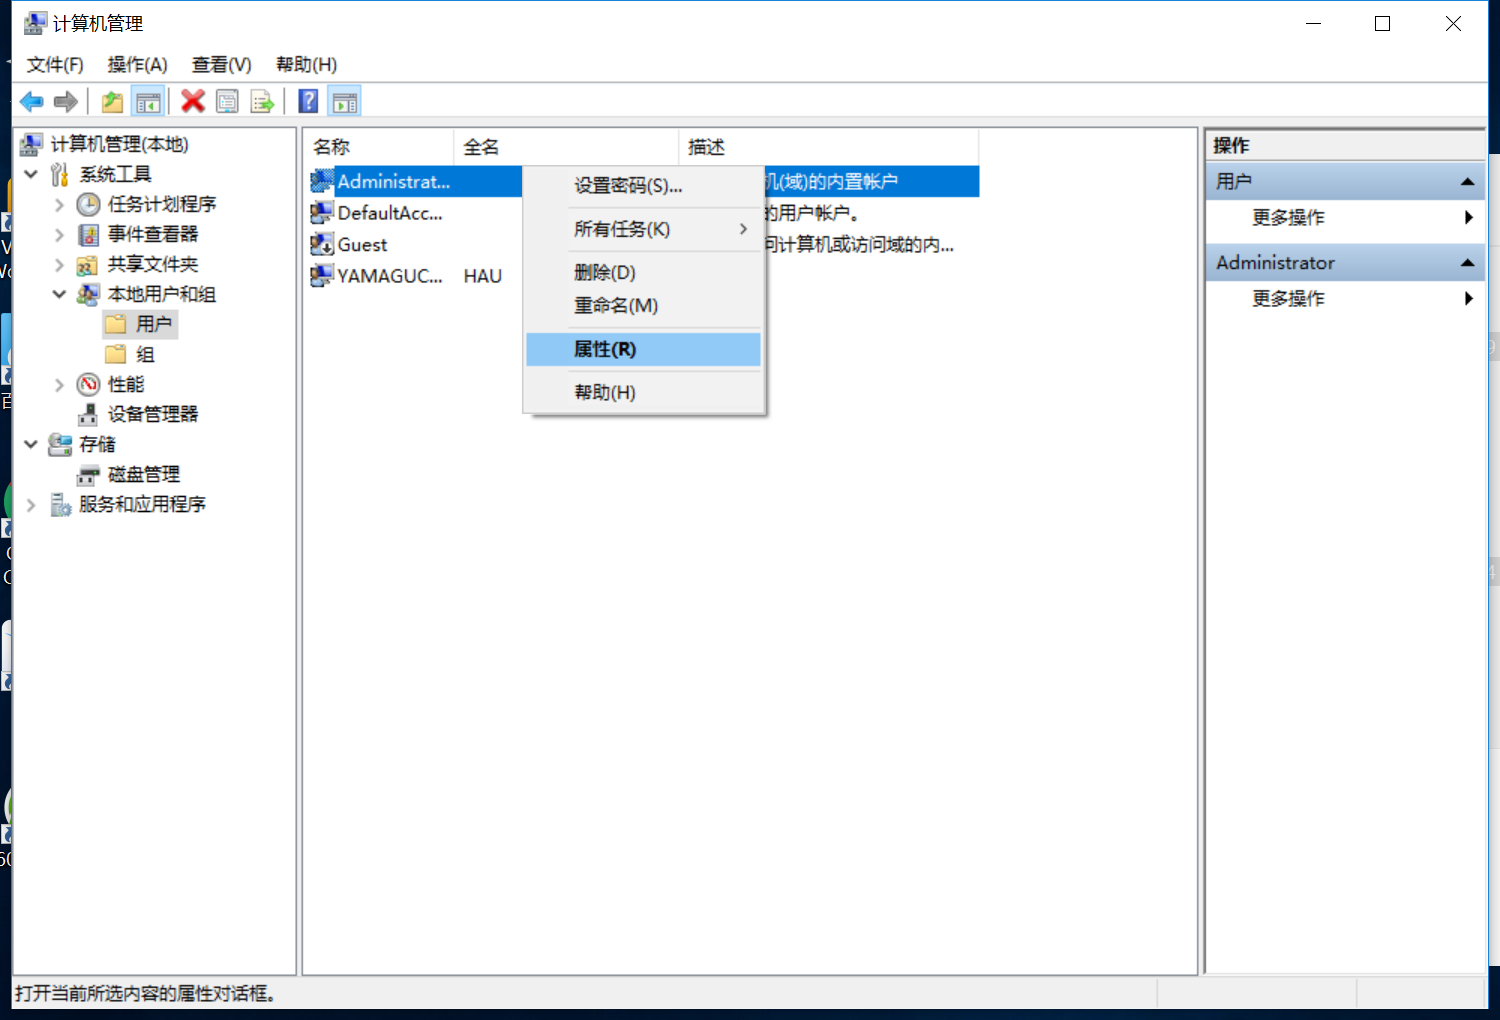 计算机管理
文件(F) 操作(A) 查看(V) 帮助(H)
计算机管理(本地)
系统工具
任务计划程序
事件查看器
共享文件夹
本地用户和组
用户
组
性能
设备管理器
存储
磁盘管理
服务和应用程序
名称 全名 描述
Administrat... 机(域)的内置帐户
DefaultAcc... 的用户帐户。
Guest 问计算机或访问域的内...
YAMAGUC... HAU
设置密码(S)...
所有任务(K)
删除(D)
重命名(M)
属性(R)
帮助(H)
操作
用户
更多操作
Administrator
更多操作
打开当前所选内容的属性对话框。